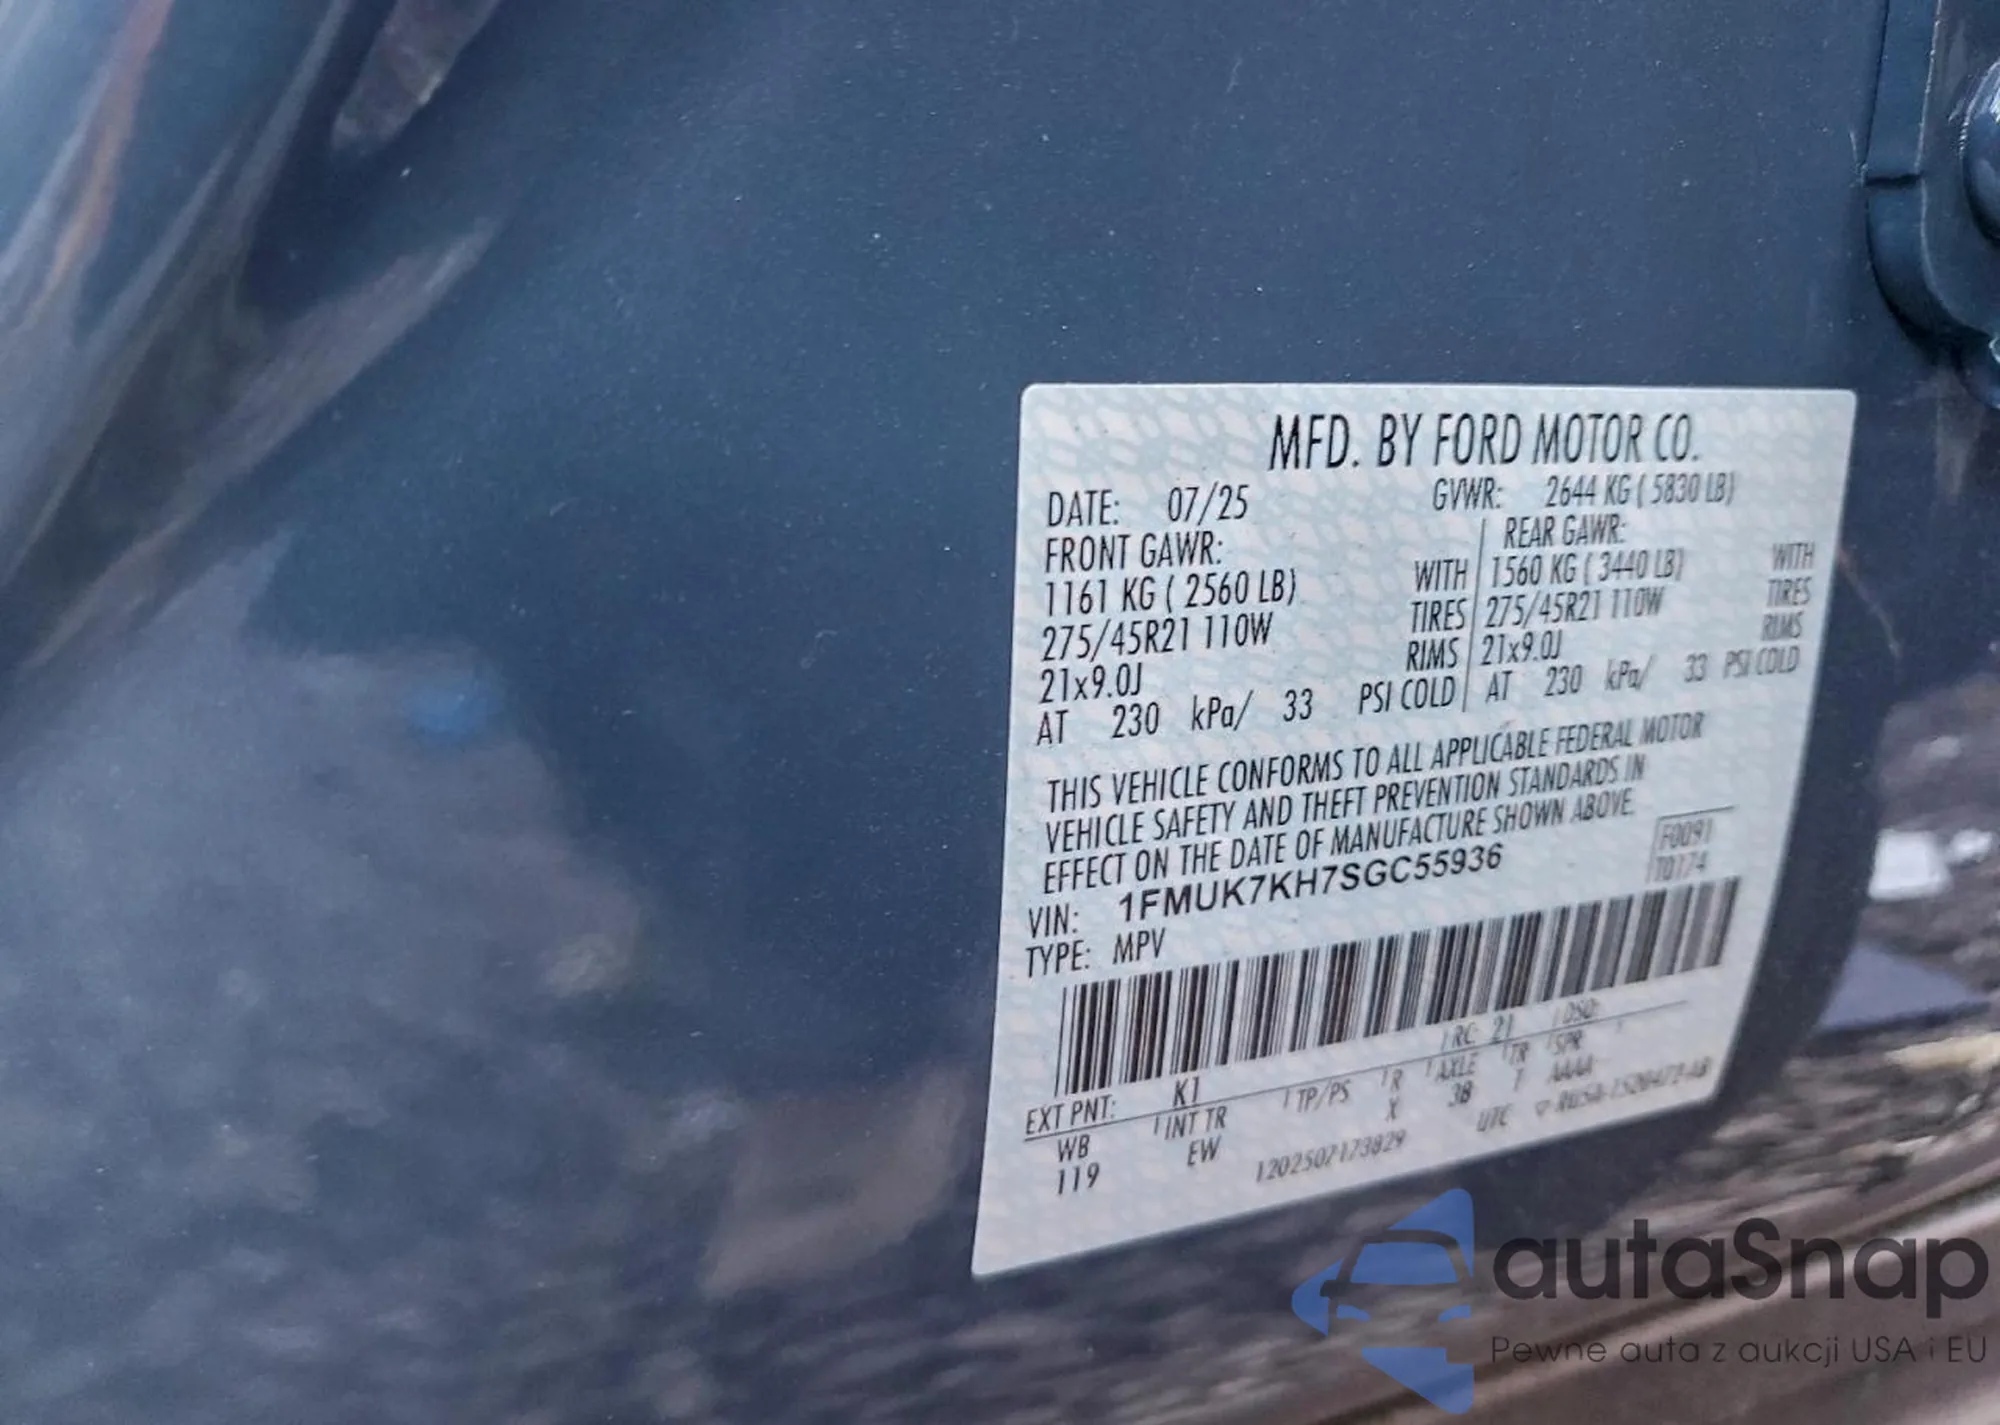 MFD. BY FORD MOTOR CO.
DATE: 07/25 GVWR: 2644 KG ( 5830 LB)
FRONT GAWR: REAR GAWR:
1161 KG ( 2560 LB) WITH 1560 KG ( 3440 LB) WITH
275/45R21 110W TIRES 275/45R21 110W TIRES
21x9.0J RIMS 21x9.0J RIMS
AT 230 kPa/ 33 PSI COLD AT 230 kPa/ 33 PSI COLD
THIS VEHICLE CONFORMS TO ALL APPLICABLE FEDERAL MOTOR
VEHICLE SAFETY AND THEFT PREVENTION STANDARDS IN
EFFECT ON THE DATE OF MANUFACTURE SHOWN ABOVE.
F0091
T0174
VIN: 1FMUK7KH7SGC55936
TYPE: MPV
EXT PNT: K1 RC: 21 DSO:
WB INT TR TP/PS R AXLE TR SPR
119 EW X 38 1 AAAA
1202507173829 UTC
autaSnap
Pewne auta z aukcji USA i EU